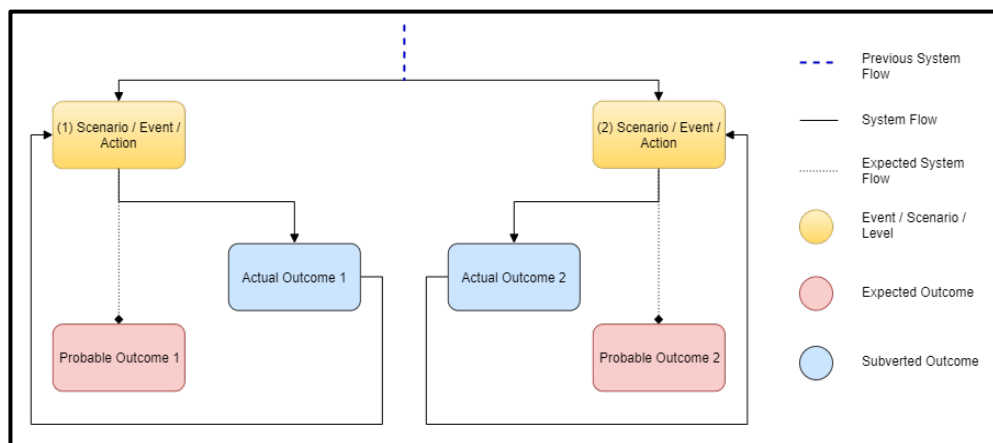 Previous System
Flow
(1) Scenario / Event /
Action
(2) Scenario / Event /
Action
System Flow
Expected System
Flow
Event / Scenario /
Level
Actual Outcome 1
Actual Outcome 2
Expected Outcome
Probable Outcome 1
Probable Outcome 2
Subverted Outcome